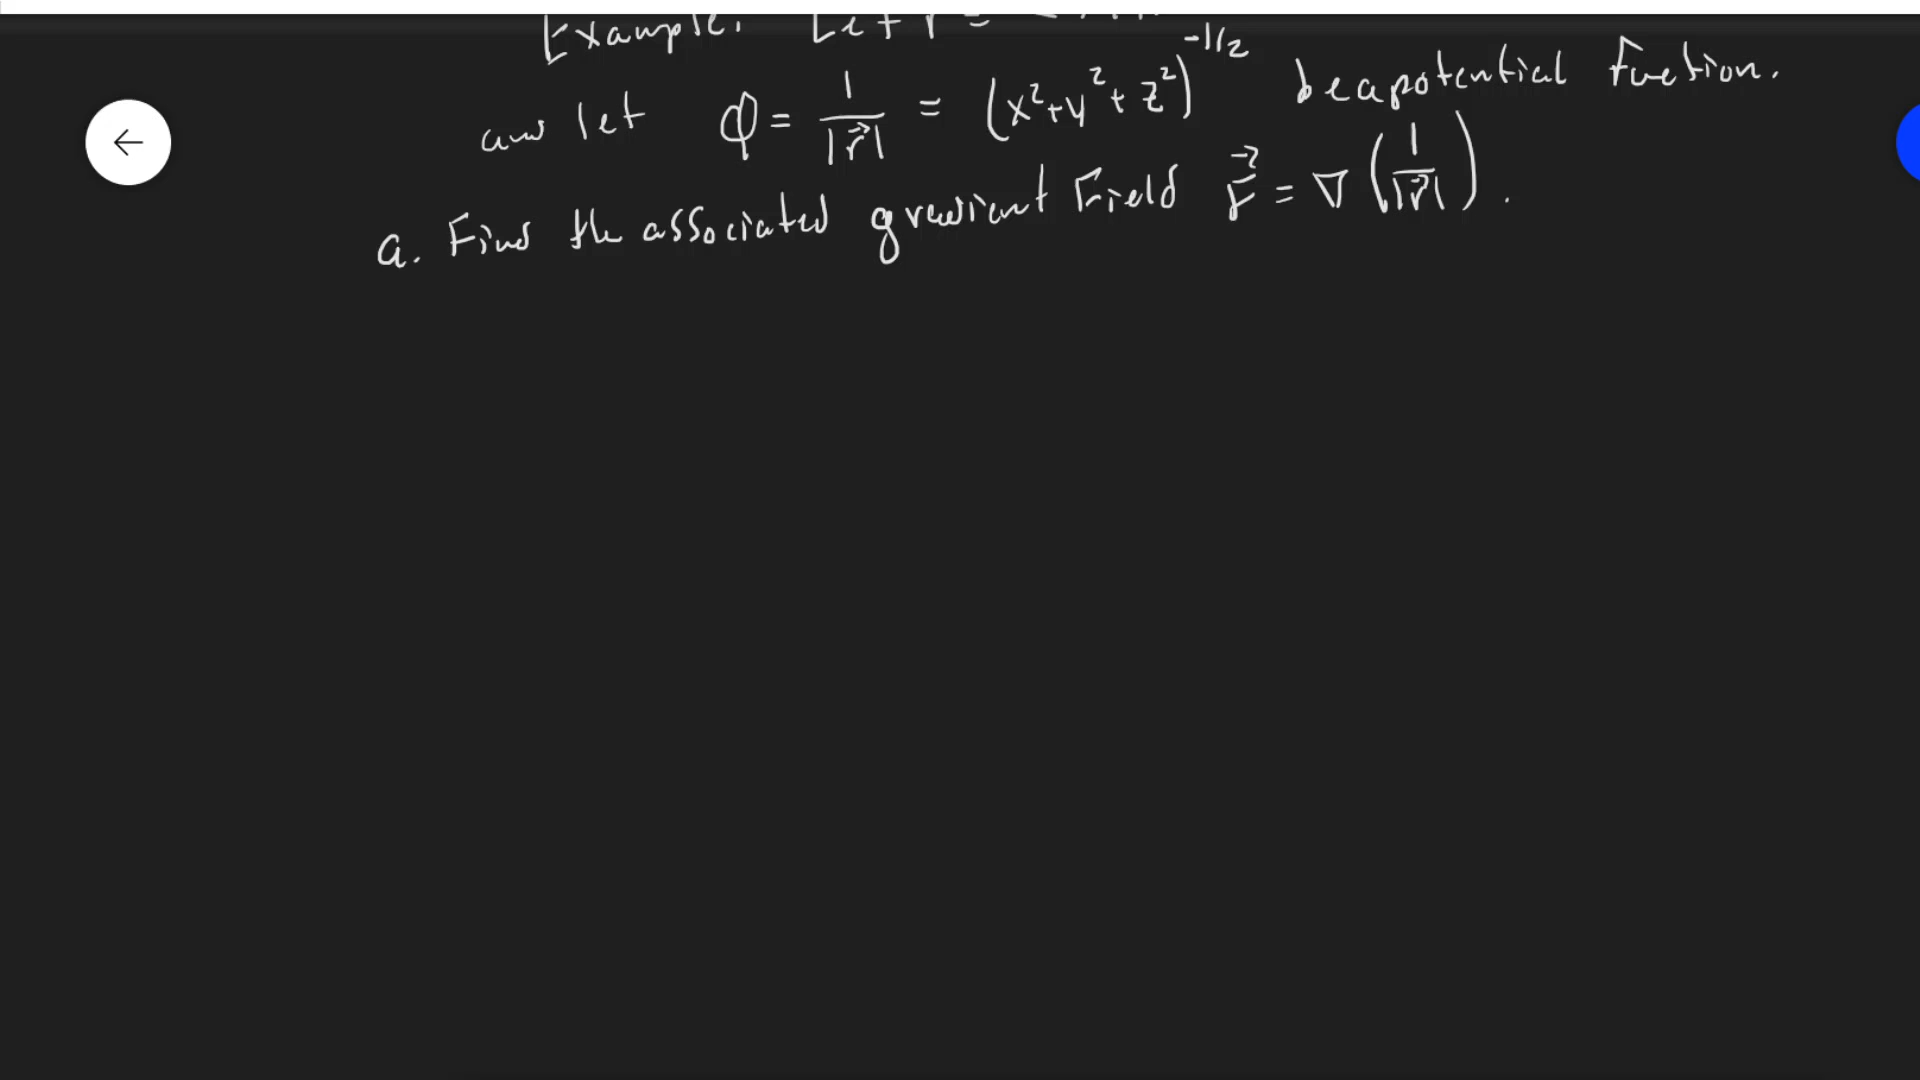 Example. Let r =
and let φ = 1/|r⃗| = (x²+y²+z²)^-1/2 be a potential function.
a. Find the associated gradient Field F⃗ = ∇(1/|r⃗|).